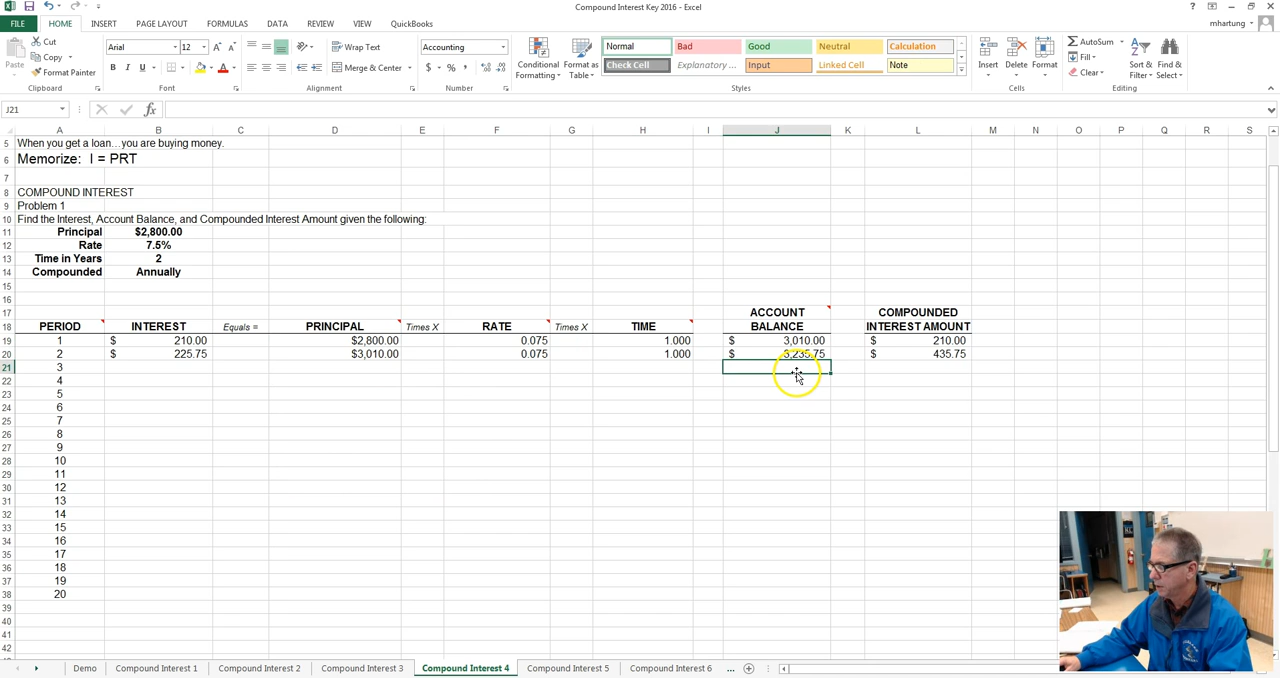 Compound Interest Key 2016 - Excel
FILE HOME INSERT PAGE LAYOUT FORMULAS DATA REVIEW VIEW QuickBooks mhartung
Paste Cut Copy Format Painter
Arial 12
Wrap Text
Merge & Center
Accounting
Conditional Formatting Format as Table
Normal Bad Good Neutral Calculation
Check Cell Explanatory ... Input Linked Cell Note
Insert Delete Format
AutoSum Fill Clear
Sort & Filter Find & Select
Clipboard Font Alignment Number Styles Cells Editing
J21
A B C D E F G H I J K L M N O P Q R S
5 When you get a loan...you are buying money.
6 Memorize: I = PRT
7
8 COMPOUND INTEREST
9 Problem 1
10 Find the Interest, Account Balance, and Compounded Interest Amount given the following:
11 Principal $2,800.00
12 Rate 7.5%
13 Time in Years 2
14 Compounded Annually
15
16
17 ACCOUNT COMPOUNDED
18 PERIOD INTEREST Equals = PRINCIPAL Times X RATE Times X TIME BALANCE INTEREST AMOUNT
19 1 $ 210.00 $2,800.00 0.075 1.000 $ 3,010.00 $ 210.00
20 2 $ 225.75 $3,010.00 0.075 1.000 $ 3,235.75 $ 435.75
21 3
22 4
23 5
24 6
25 7
26 8
27 9
28 10
29 11
30 12
31 13
32 14
33 15
34 16
35 17
36 18
37 19
38 20
39
40
41
42
Demo Compound Interest 1 Compound Interest 2 Compound Interest 3 Compound Interest 4 Compound Interest 5 Compound Interest 6 ...